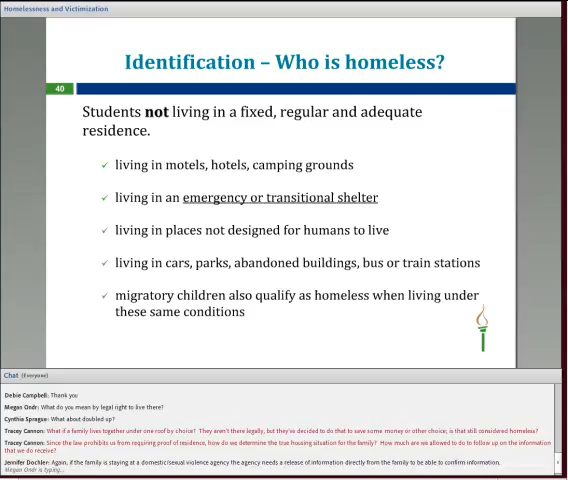 Homelessness and Victimization
Identification – Who is homeless?
40
Students not living in a fixed, regular and adequate
residence.
✓ living in motels, hotels, camping grounds
✓ living in an emergency or transitional shelter
✓ living in places not designed for humans to live
✓ living in cars, parks, abandoned buildings, bus or train stations
✓ migratory children also qualify as homeless when living under
these same conditions
Chat (Everyone)
Debie Campbell: Thank you
Megan Ondr: What do you mean by legal right to live there?
Cynthia Sprague: What about doubled up?
Tracey Cannon: What if a family lives together under one roof by choice? They aren't there legally, but they've decided to do that to save some money or other choice, is that still considered homeless?
Tracey Cannon: Since the law prohibits us from requiring proof of residence, how do we determine the true housing situation for the family? How much are we allowed to do to follow up on the information
that we do receive?
Jennifer Dockler: Again, if the family is staying at a domestic/sexual violence agency the agency needs a release of information directly from the family to be able to confirm information.
Megan Ondr is typing...